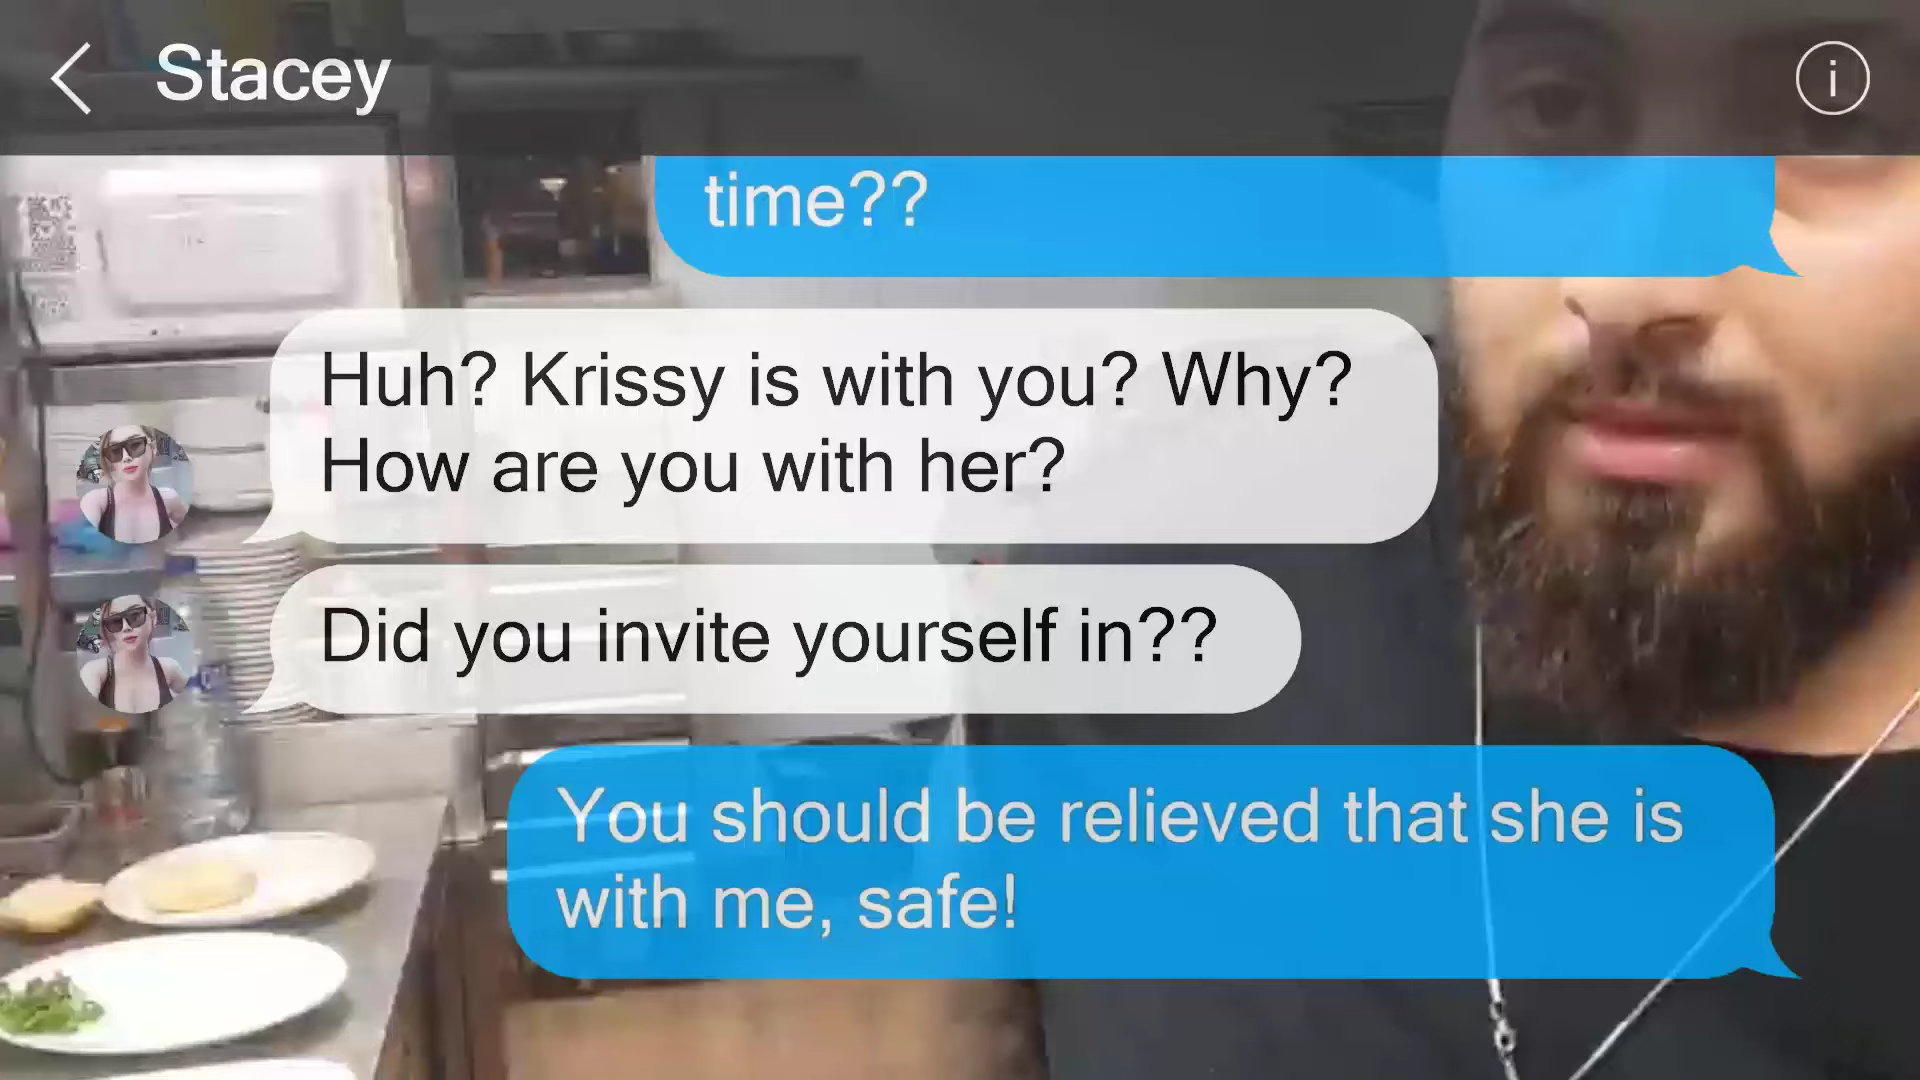 Stacey
time??
Huh? Krissy is with you? Why?
How are you with her?
Did you invite yourself in??
You should be relieved that she is
with me, safe!